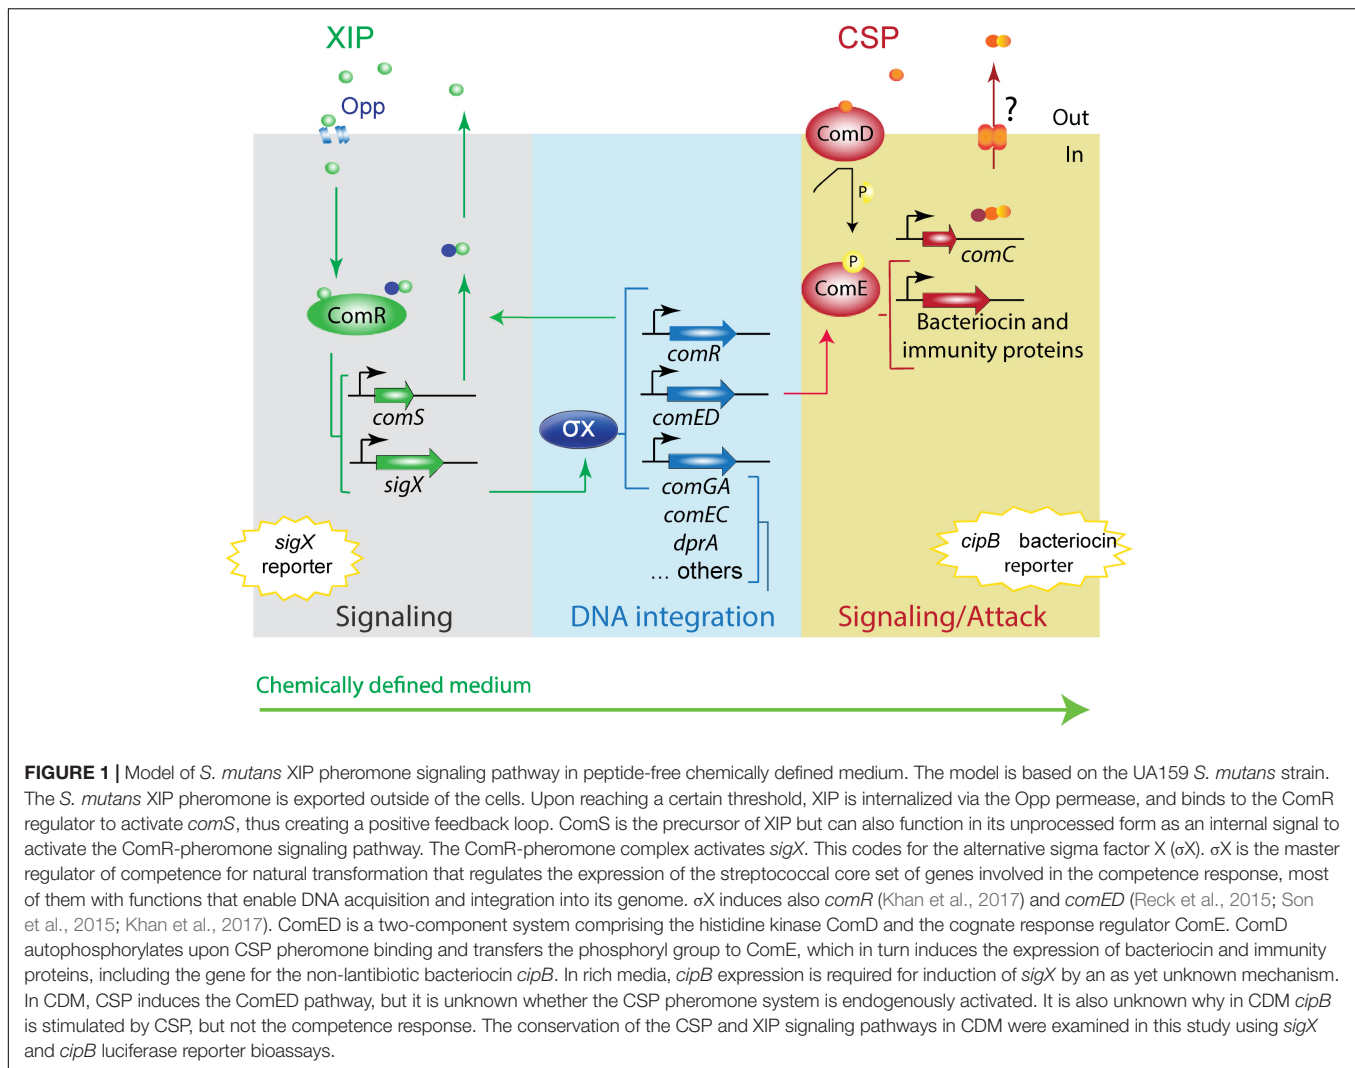 XIP
CSP
Opp
?
Out
In
ComD
P
P
ComE
ComR
comC
Bacteriocin and
immunity proteins
comR
comS
comED
σx
sigX
comGA
comEC
dprA
... others
sigX
reporter
cipB bacteriocin
reporter
Signaling
DNA integration
Signaling/Attack
Chemically defined medium
FIGURE 1 | Model of S. mutans XIP pheromone signaling pathway in peptide-free chemically defined medium. The model is based on the UA159 S. mutans strain.
The S. mutans XIP pheromone is exported outside of the cells. Upon reaching a certain threshold, XIP is internalized via the Opp permease, and binds to the ComR
regulator to activate comS, thus creating a positive feedback loop. ComS is the precursor of XIP but can also function in its unprocessed form as an internal signal to
activate the ComR-pheromone signaling pathway. The ComR-pheromone complex activates sigX. This codes for the alternative sigma factor X (σX). σX is the master
regulator of competence for natural transformation that regulates the expression of the streptococcal core set of genes involved in the competence response, most
of them with functions that enable DNA acquisition and integration into its genome. σX induces also comR (Khan et al., 2017) and comED (Reck et al., 2015; Son
et al., 2015; Khan et al., 2017). ComED is a two-component system comprising the histidine kinase ComD and the cognate response regulator ComE. ComD
autophosphorylates upon CSP pheromone binding and transfers the phosphoryl group to ComE, which in turn induces the expression of bacteriocin and immunity
proteins, including the gene for the non-lantibiotic bacteriocin cipB. In rich media, cipB expression is required for induction of sigX by an as yet unknown mechanism.
In CDM, CSP induces the ComED pathway, but it is unknown whether the CSP pheromone system is endogenously activated. It is also unknown why in CDM cipB
is stimulated by CSP, but not the competence response. The conservation of the CSP and XIP signaling pathways in CDM were examined in this study using sigX
and cipB luciferase reporter bioassays.